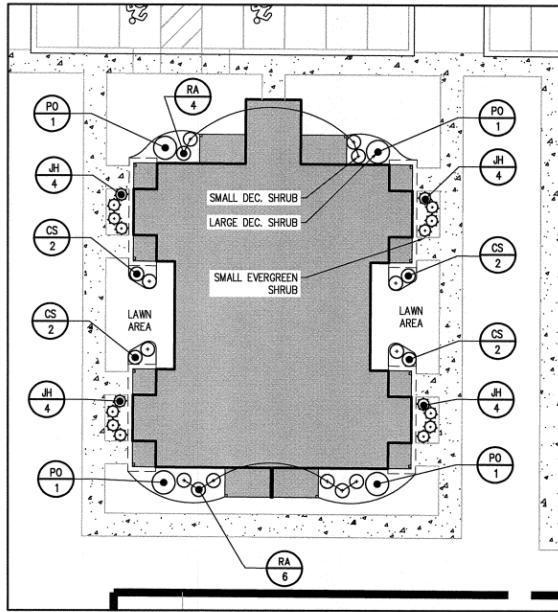 RA
4
PO
1
PO
1
JH
4
JH
4
SMALL DEC. SHRUB
LARGE DEC. SHRUB
CS
2
CS
2
SMALL EVERGREEN
SHRUB
LAWN
AREA
LAWN
AREA
CS
2
CS
2
JH
4
JH
4
PO
1
PO
1
RA
6